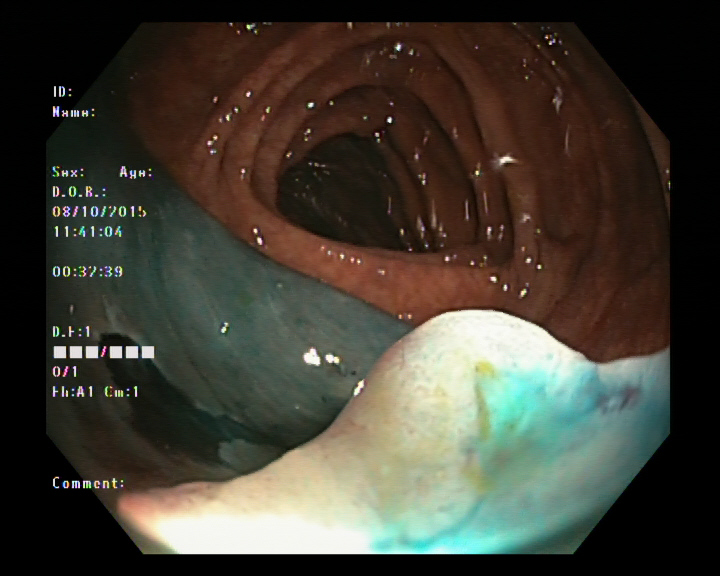 ID:
Name:
Sex: Age:
D.O.B.:
08/10/2015
11:41:04
00:37:39
D.F:1
■■■/■■■
0/1
Eh:A1 Cm:1
Comment: